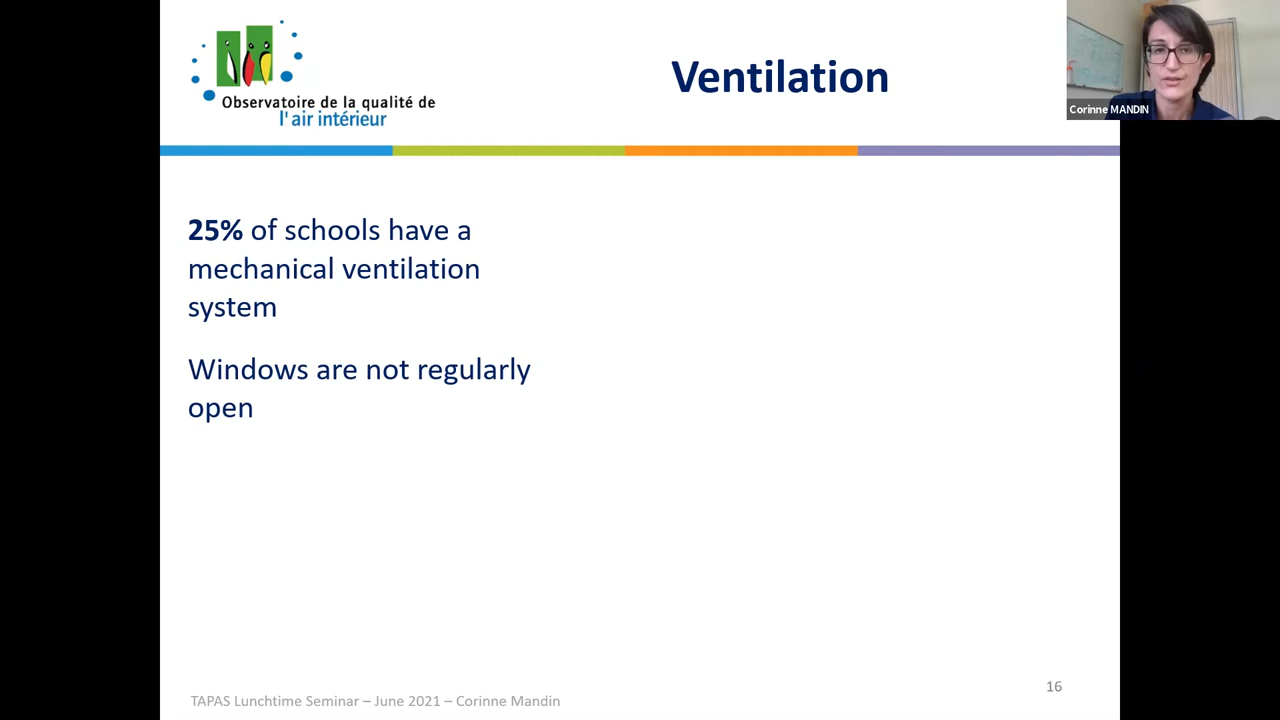 Observatoire de la qualité de
l'air intérieur
Ventilation
Corinne MANDIN
25% of schools have a
mechanical ventilation
system
Windows are not regularly
open
TAPAS Lunchtime Seminar – June 2021 – Corinne Mandin
16